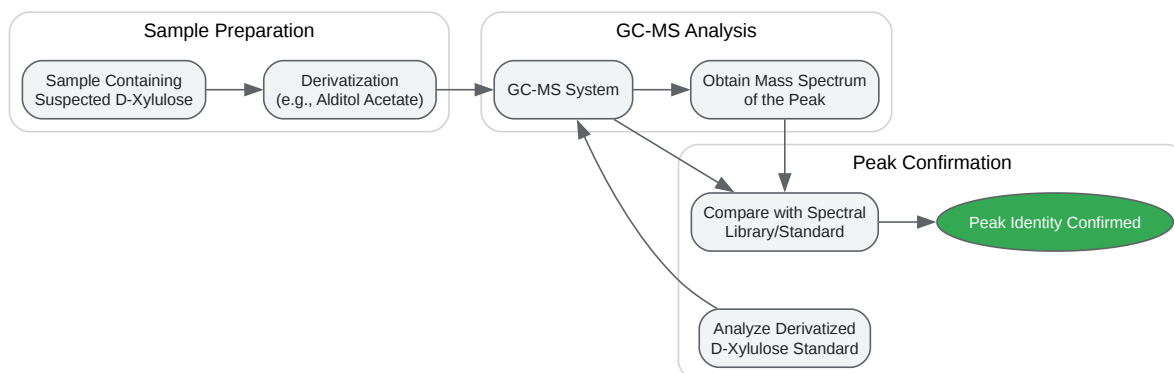 Sample Preparation
GC-MS Analysis
Sample Containing
Suspected D-Xylulose
Derivatization
(e.g., Alditol Acetate)
GC-MS System
Obtain Mass Spectrum
of the Peak
Peak Confirmation
Compare with Spectral
Library/Standard
Peak Identity Confirmed
Analyze Derivatized
D-Xylulose Standard